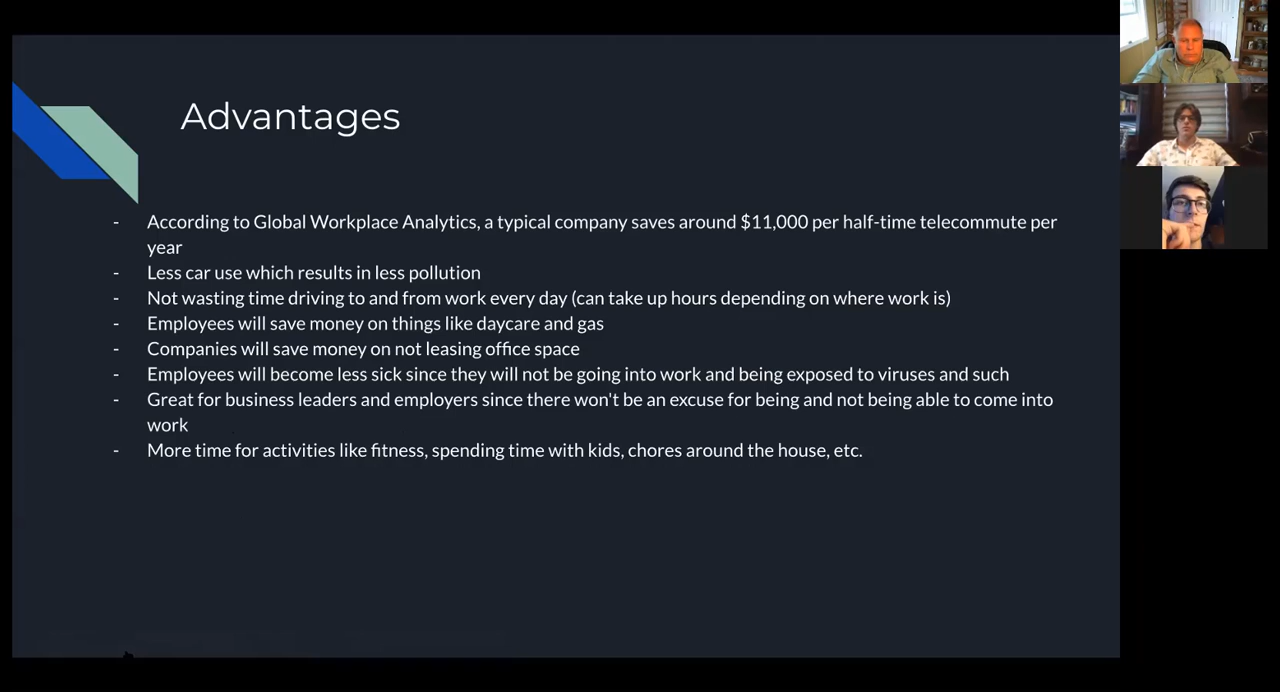 Advantages
- According to Global Workplace Analytics, a typical company saves around $11,000 per half-time telecommute per
year
- Less car use which results in less pollution
- Not wasting time driving to and from work every day (can take up hours depending on where work is)
- Employees will save money on things like daycare and gas
- Companies will save money on not leasing office space
- Employees will become less sick since they will not be going into work and being exposed to viruses and such
- Great for business leaders and employers since there won't be an excuse for being and not being able to come into
work
- More time for activities like fitness, spending time with kids, chores around the house, etc.